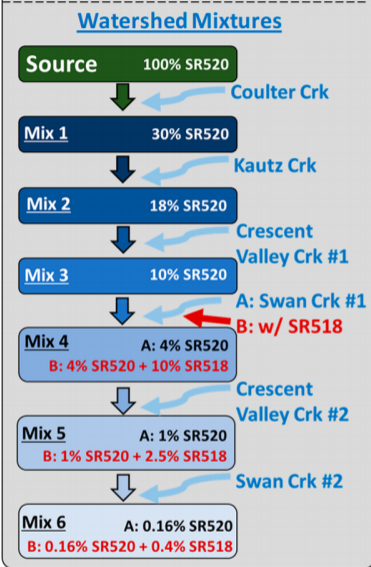 Watershed Mixtures
Source 100% SR520
Coulter Crk
Mix 1 30% SR520
Kautz Crk
Mix 2 18% SR520
Crescent
Valley Crk #1
Mix 3 10% SR520
A: Swan Crk #1
B: w/ SR518
Mix 4 A: 4% SR520
B: 4% SR520 + 10% SR518
Crescent
Valley Crk #2
Mix 5 A: 1% SR520
B: 1% SR520 + 2.5% SR518
Swan Crk #2
Mix 6 A: 0.16% SR520
B: 0.16% SR520 + 0.4% SR518